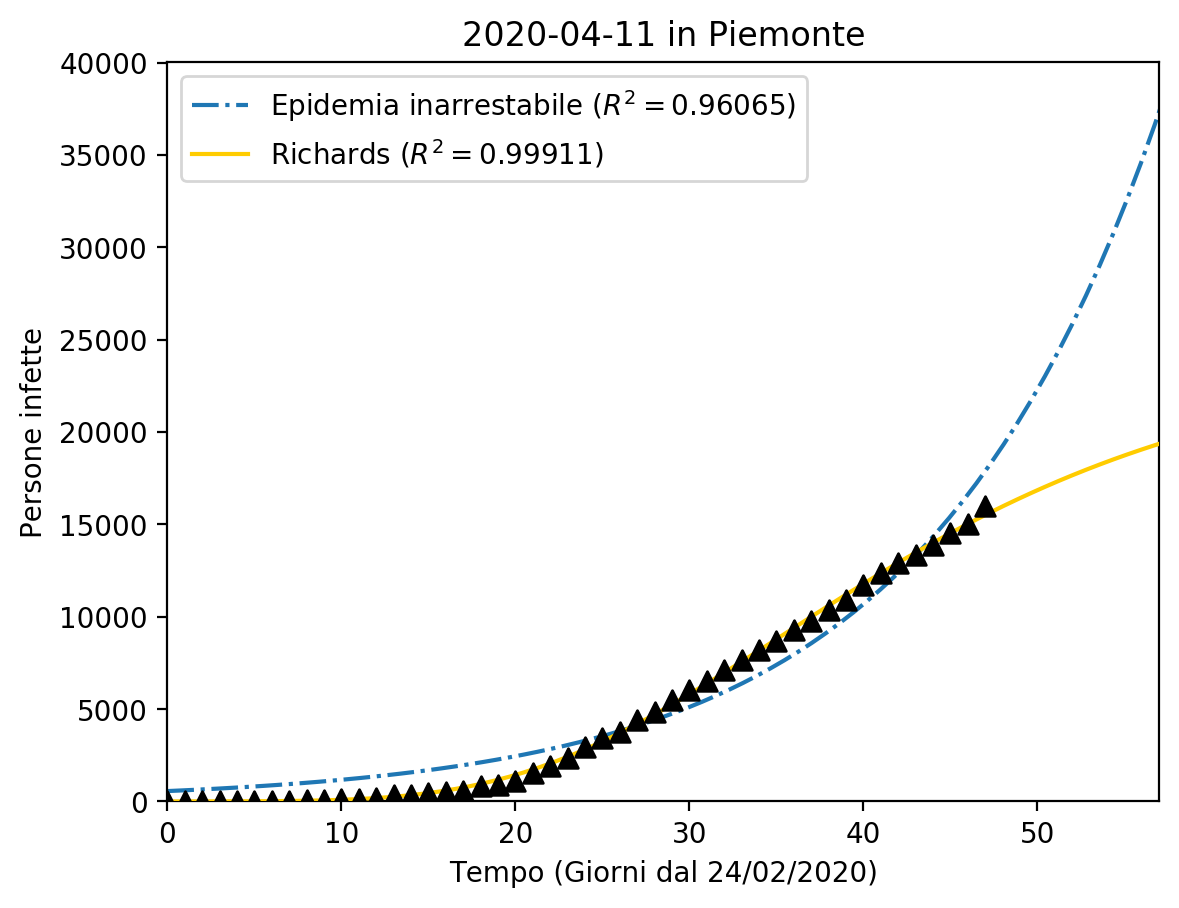 2020-04-11 in Piemonte
Epidemia inarrestabile (R² = 0.96065)
Richards (R² = 0.99911)
40000
35000
30000
25000
20000
15000
10000
5000
0
Persone infette
0 10 20 30 40 50
Tempo (Giorni dal 24/02/2020)